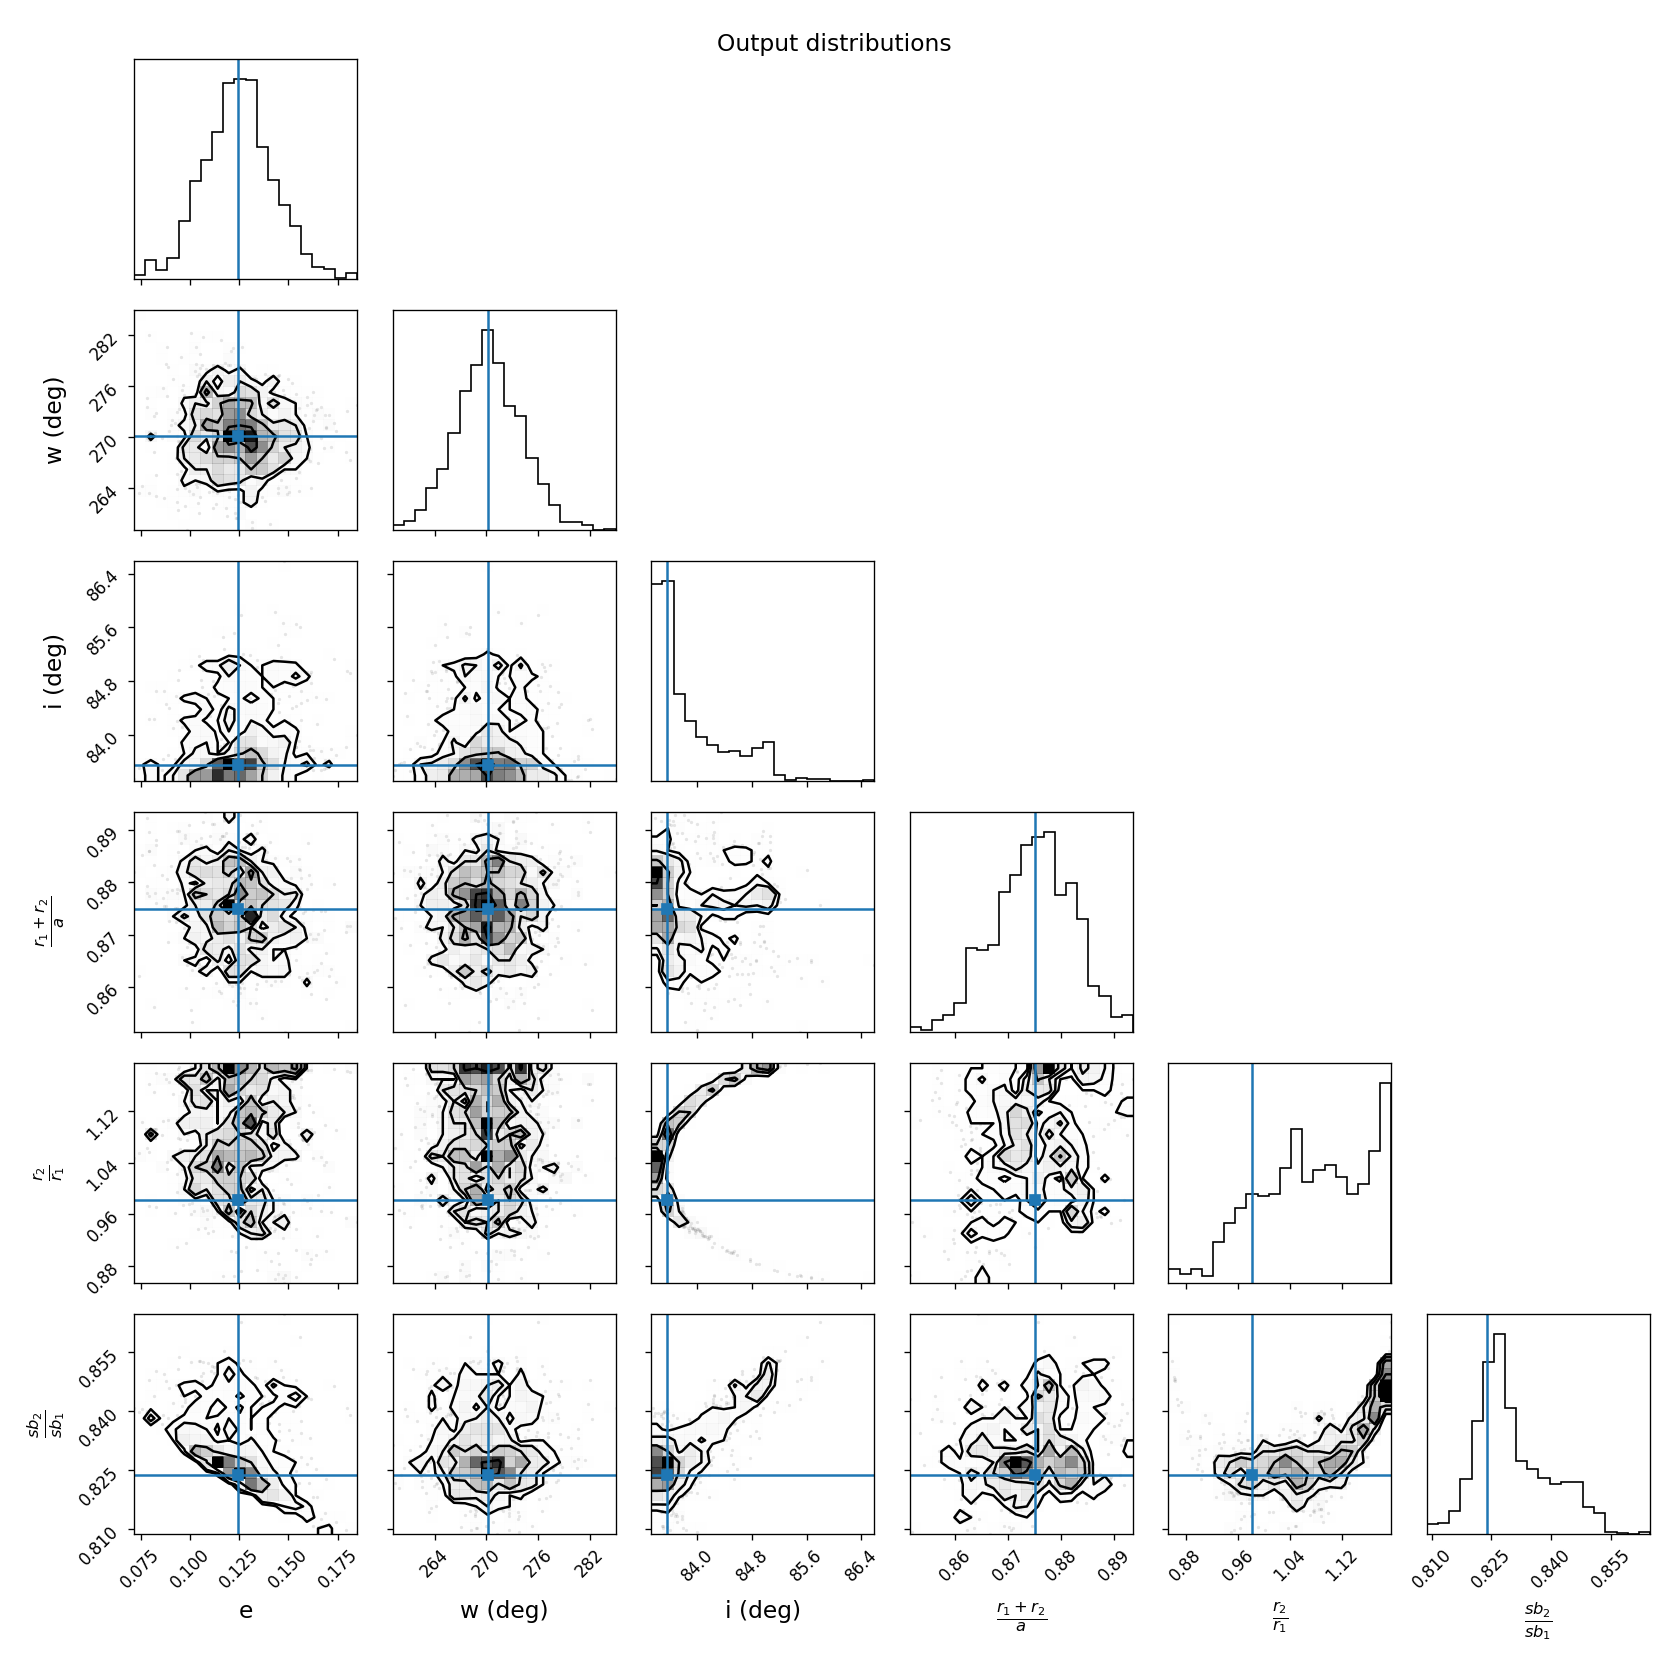 Output distributions
282
276
270
264
w (deg)
86.4
85.6
84.8
84.0
i (deg)
0.89
0.88
0.87
0.86
r₁ + r₂
a
1.12
1.04
0.96
0.88
r₂
r₁
0.855
0.840
0.825
0.810
sb₂
sb₁
0.075 0.100 0.125 0.150 0.175 264 270 276 282 84.0 84.8 85.6 86.4 0.86 0.87 0.88 0.89 0.88 0.96 1.04 1.12 0.810 0.825 0.840 0.855
e w (deg) i (deg) r₁ + r₂ r₂ sb₂
a r₁ sb₁